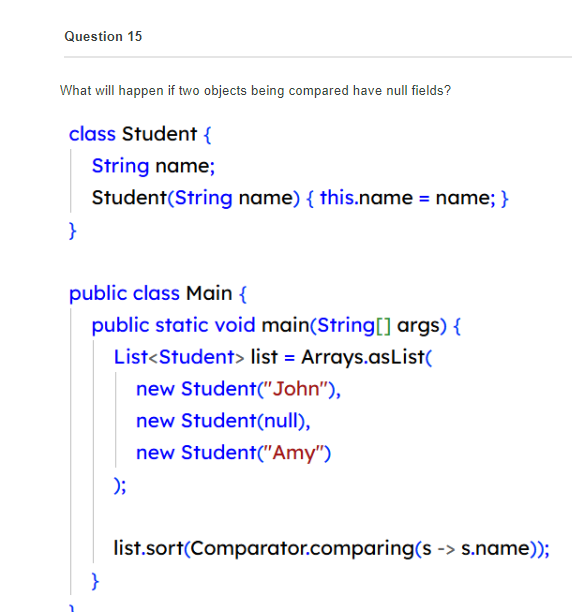 Question 15
What will happen if two objects being compared have null fields?
class Student {
String name;
Student(String name) { this.name = name; }
}
public class Main {
public static void main(String[] args) {
List<Student> list = Arrays.asList(
new Student("John"),
new Student(null),
new Student("Amy")
);
list.sort(Comparator.comparing(s -> s.name));
}
}